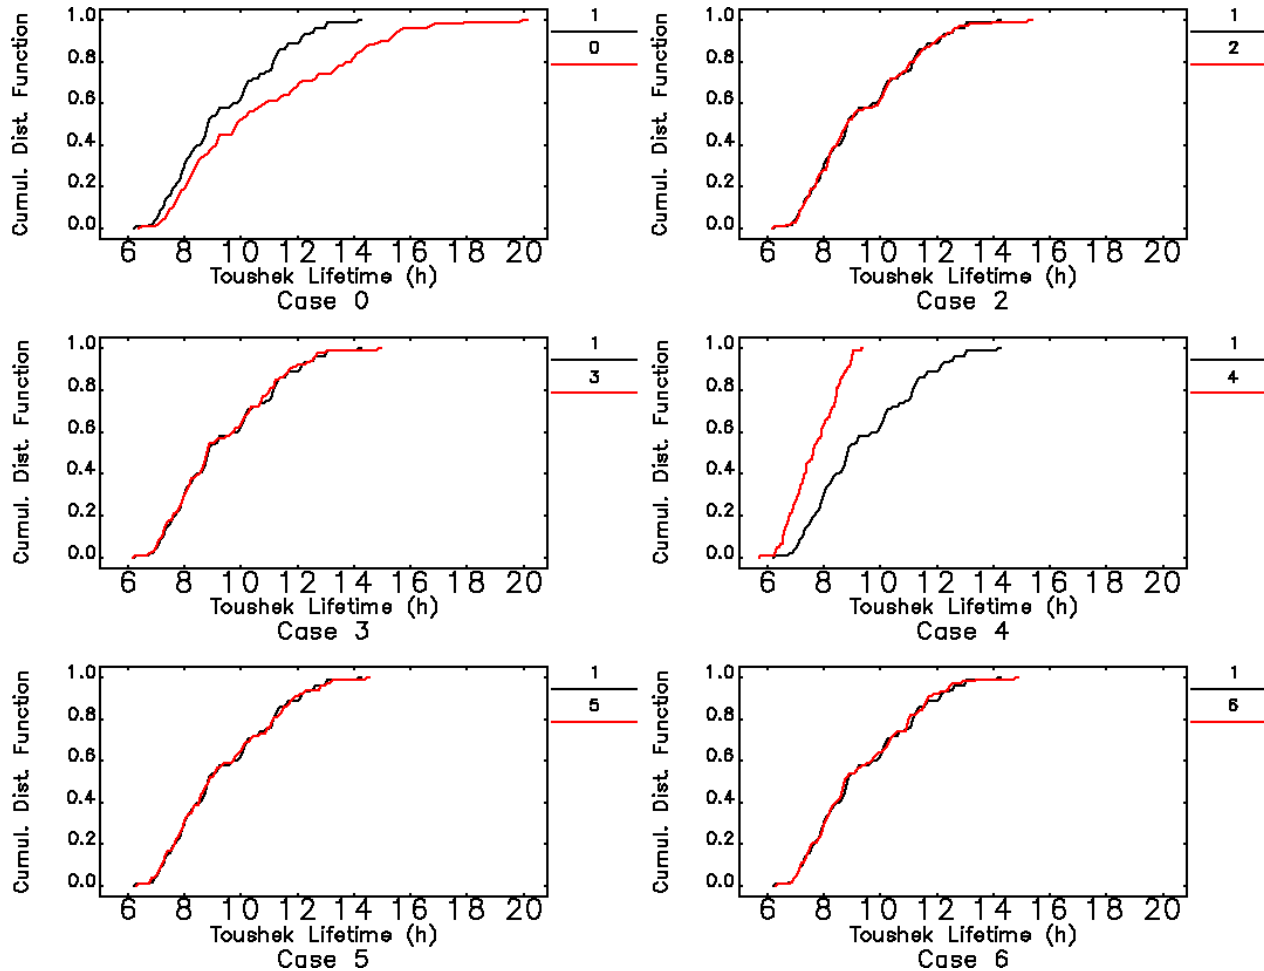 1.0
0.8
0.6
0.4
0.2
0.0
Cumul. Dist. Function
6 8 10 12 14 16 18 20
Toushek Lifetime (h)
Case 0
1
0
1.0
0.8
0.6
0.4
0.2
0.0
Cumul. Dist. Function
6 8 10 12 14 16 18 20
Toushek Lifetime (h)
Case 2
1
2
1.0
0.8
0.6
0.4
0.2
0.0
Cumul. Dist. Function
6 8 10 12 14 16 18 20
Toushek Lifetime (h)
Case 3
1
3
1.0
0.8
0.6
0.4
0.2
0.0
Cumul. Dist. Function
6 8 10 12 14 16 18 20
Toushek Lifetime (h)
Case 4
1
4
1.0
0.8
0.6
0.4
0.2
0.0
Cumul. Dist. Function
6 8 10 12 14 16 18 20
Toushek Lifetime (h)
Case 5
1
5
1.0
0.8
0.6
0.4
0.2
0.0
Cumul. Dist. Function
6 8 10 12 14 16 18 20
Toushek Lifetime (h)
Case 6
1
6